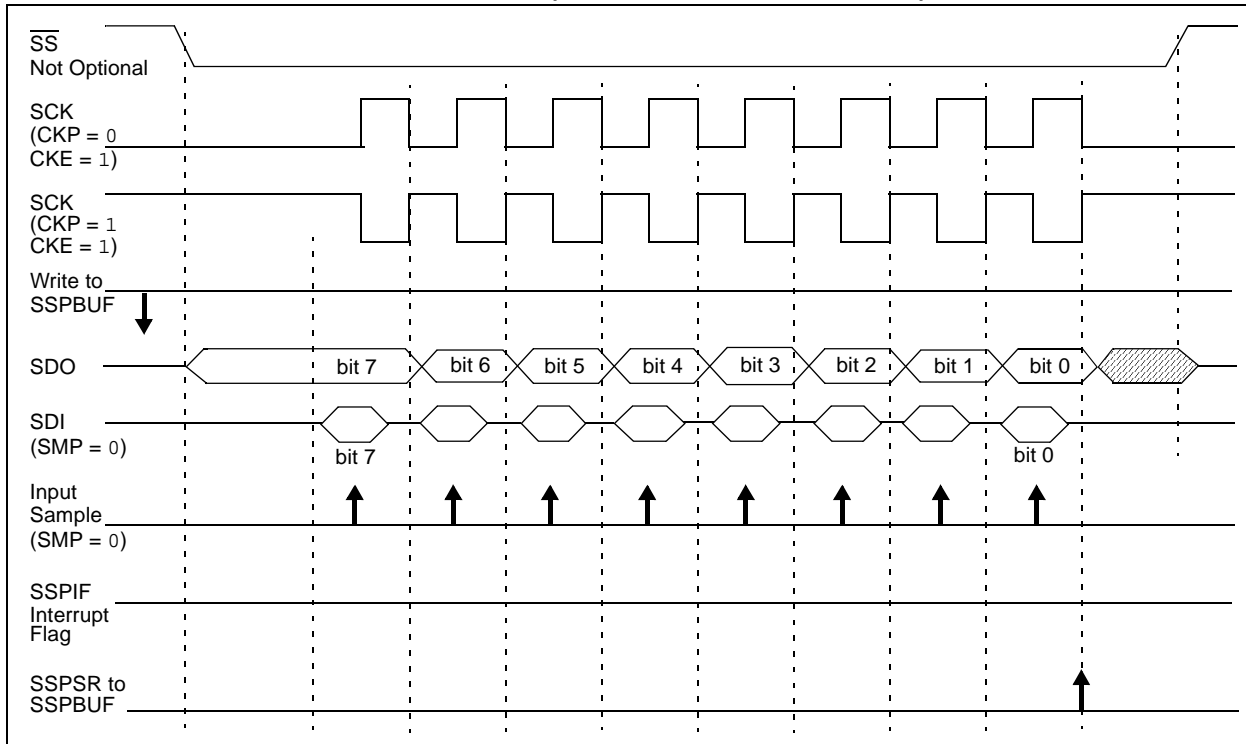 SS
Not Optional
SCK
(CKP = 0
CKE = 1)
SCK
(CKP = 1
CKE = 1)
Write to
SSPBUF
SDO
bit 7
bit 6
bit 5
bit 4
bit 3
bit 2
bit 1
bit 0
SDI
(SMP = 0)
bit 7
bit 0
Input
Sample
(SMP = 0)
SSPIF
Interrupt
Flag
SSPSR to
SSPBUF